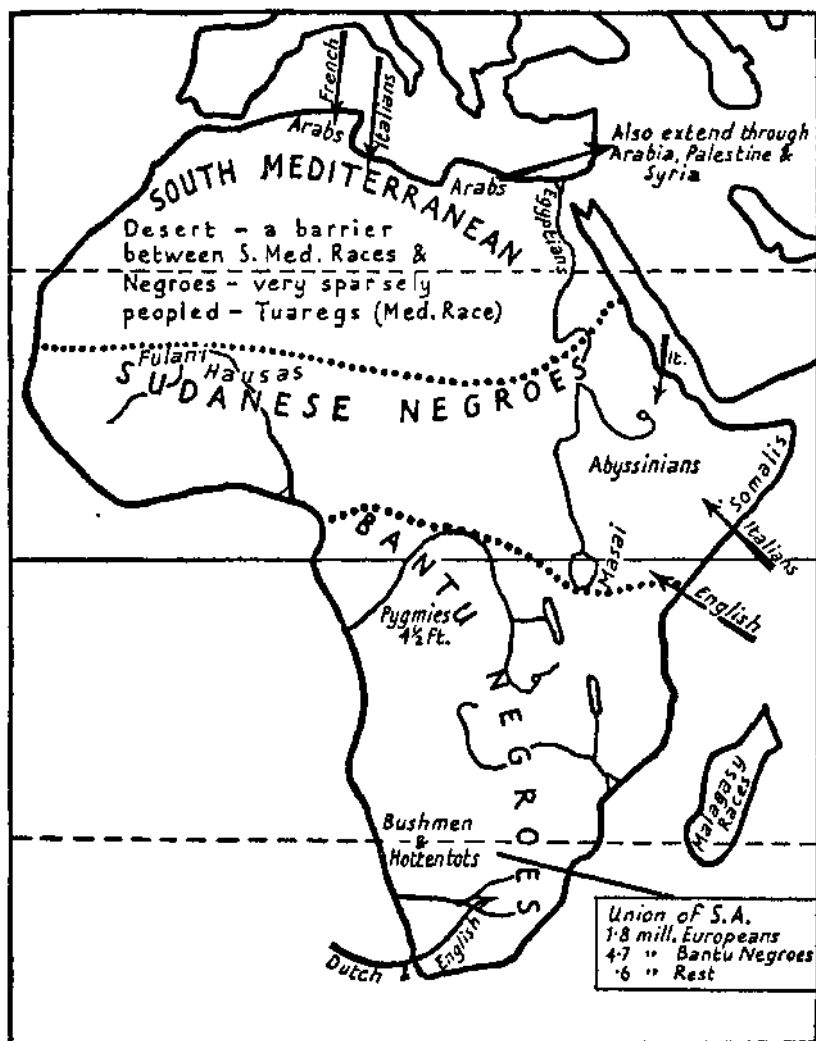 French
Italians
Arabs
Also extend through
Arabia, Palestine &
Syria
SOUTH MEDITERRANEAN
Arabs
Egyptians
Desert – a barrier
between S. Med. Races &
Negroes – very sparsely
peopled – Tuaregs (Med. Race)
It.
Fulani
Hausas
SUDANESE NEGROES
Abyssinians
Somalis
Italians
Masai
English
BANTU NEGROES
Pygmies
4½ Ft.
Malagasy
Races
Bushmen
&
Hottentots
Union of S.A.
1·8 mill. Europeans
4·7 " Bantu Negroes
·6 " Rest
English
Dutch